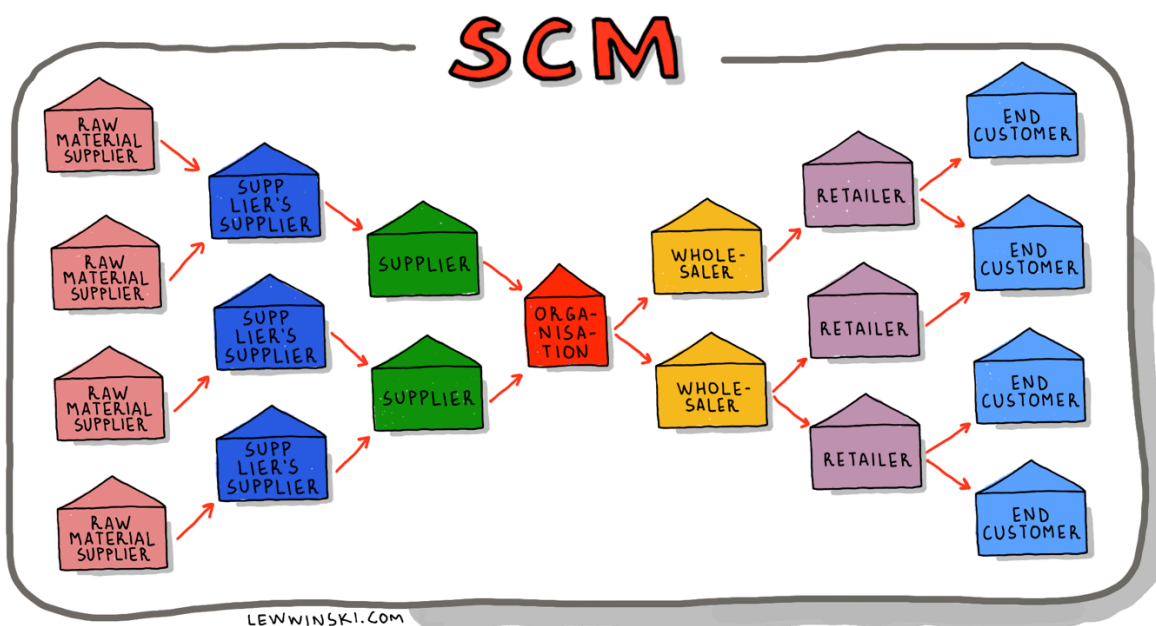 SCM
RAW
MATERIAL
SUPPLIER
RAW
MATERIAL
SUPPLIER
RAW
MATERIAL
SUPPLIER
RAW
MATERIAL
SUPPLIER
SUPP
LIER'S
SUPPLIER
SUPP
LIER'S
SUPPLIER
SUPP
LIER'S
SUPPLIER
SUPPLIER
SUPPLIER
ORGA-
NISA-
TION
WHOLE-
SALER
WHOLE-
SALER
RETAILER
RETAILER
RETAILER
END
CUSTOMER
END
CUSTOMER
END
CUSTOMER
END
CUSTOMER
LEWWINSKI.COM